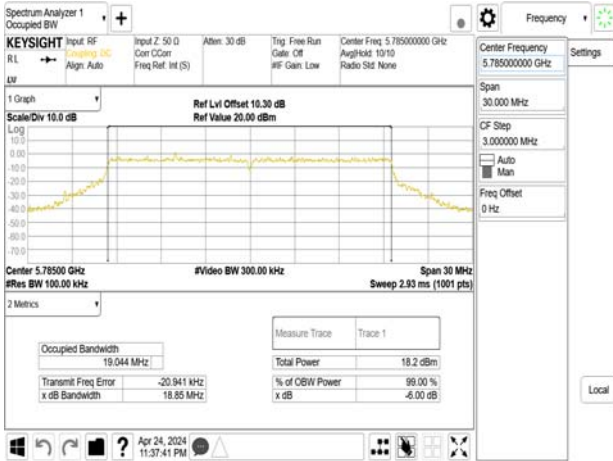 Spectrum Analyzer 1
Occupied BW
+
Frequency
KEYSIGHT
RL
Input: RF
Coupling: DC
Align: Auto
Input Z: 50 Ω
Corr CCorr
Freq Ref: Int (S)
Atten: 30 dB
Trig: Free Run
Gate: Off
#IF Gain: Low
Center Freq: 5.785000000 GHz
Avg|Hold: 10/10
Radio Std: None
Center Frequency
5.785000000 GHz
Settings
Span
30.000 MHz
CF Step
3.000000 MHz
Auto
Man
Freq Offset
0 Hz
Local
1 Graph
Scale/Div 10.0 dB
Ref Lvl Offset 10.30 dB
Ref Value 20.00 dBm
Log
10.0
0.00
-10.0
-20.0
-30.0
-40.0
-50.0
-60.0
-70.0
Center 5.78500 GHz
#Res BW 100.00 kHz
#Video BW 300.00 kHz
Span 30 MHz
Sweep 2.93 ms (1001 pts)
2 Metrics
Measure Trace
Trace 1
Occupied Bandwidth
19.044 MHz
Total Power
18.2 dBm
Transmit Freq Error
-20.941 kHz
% of OBW Power
99.00 %
x dB Bandwidth
18.85 MHz
x dB
-6.00 dB
?
Apr 24, 2024
11:37:41 PM